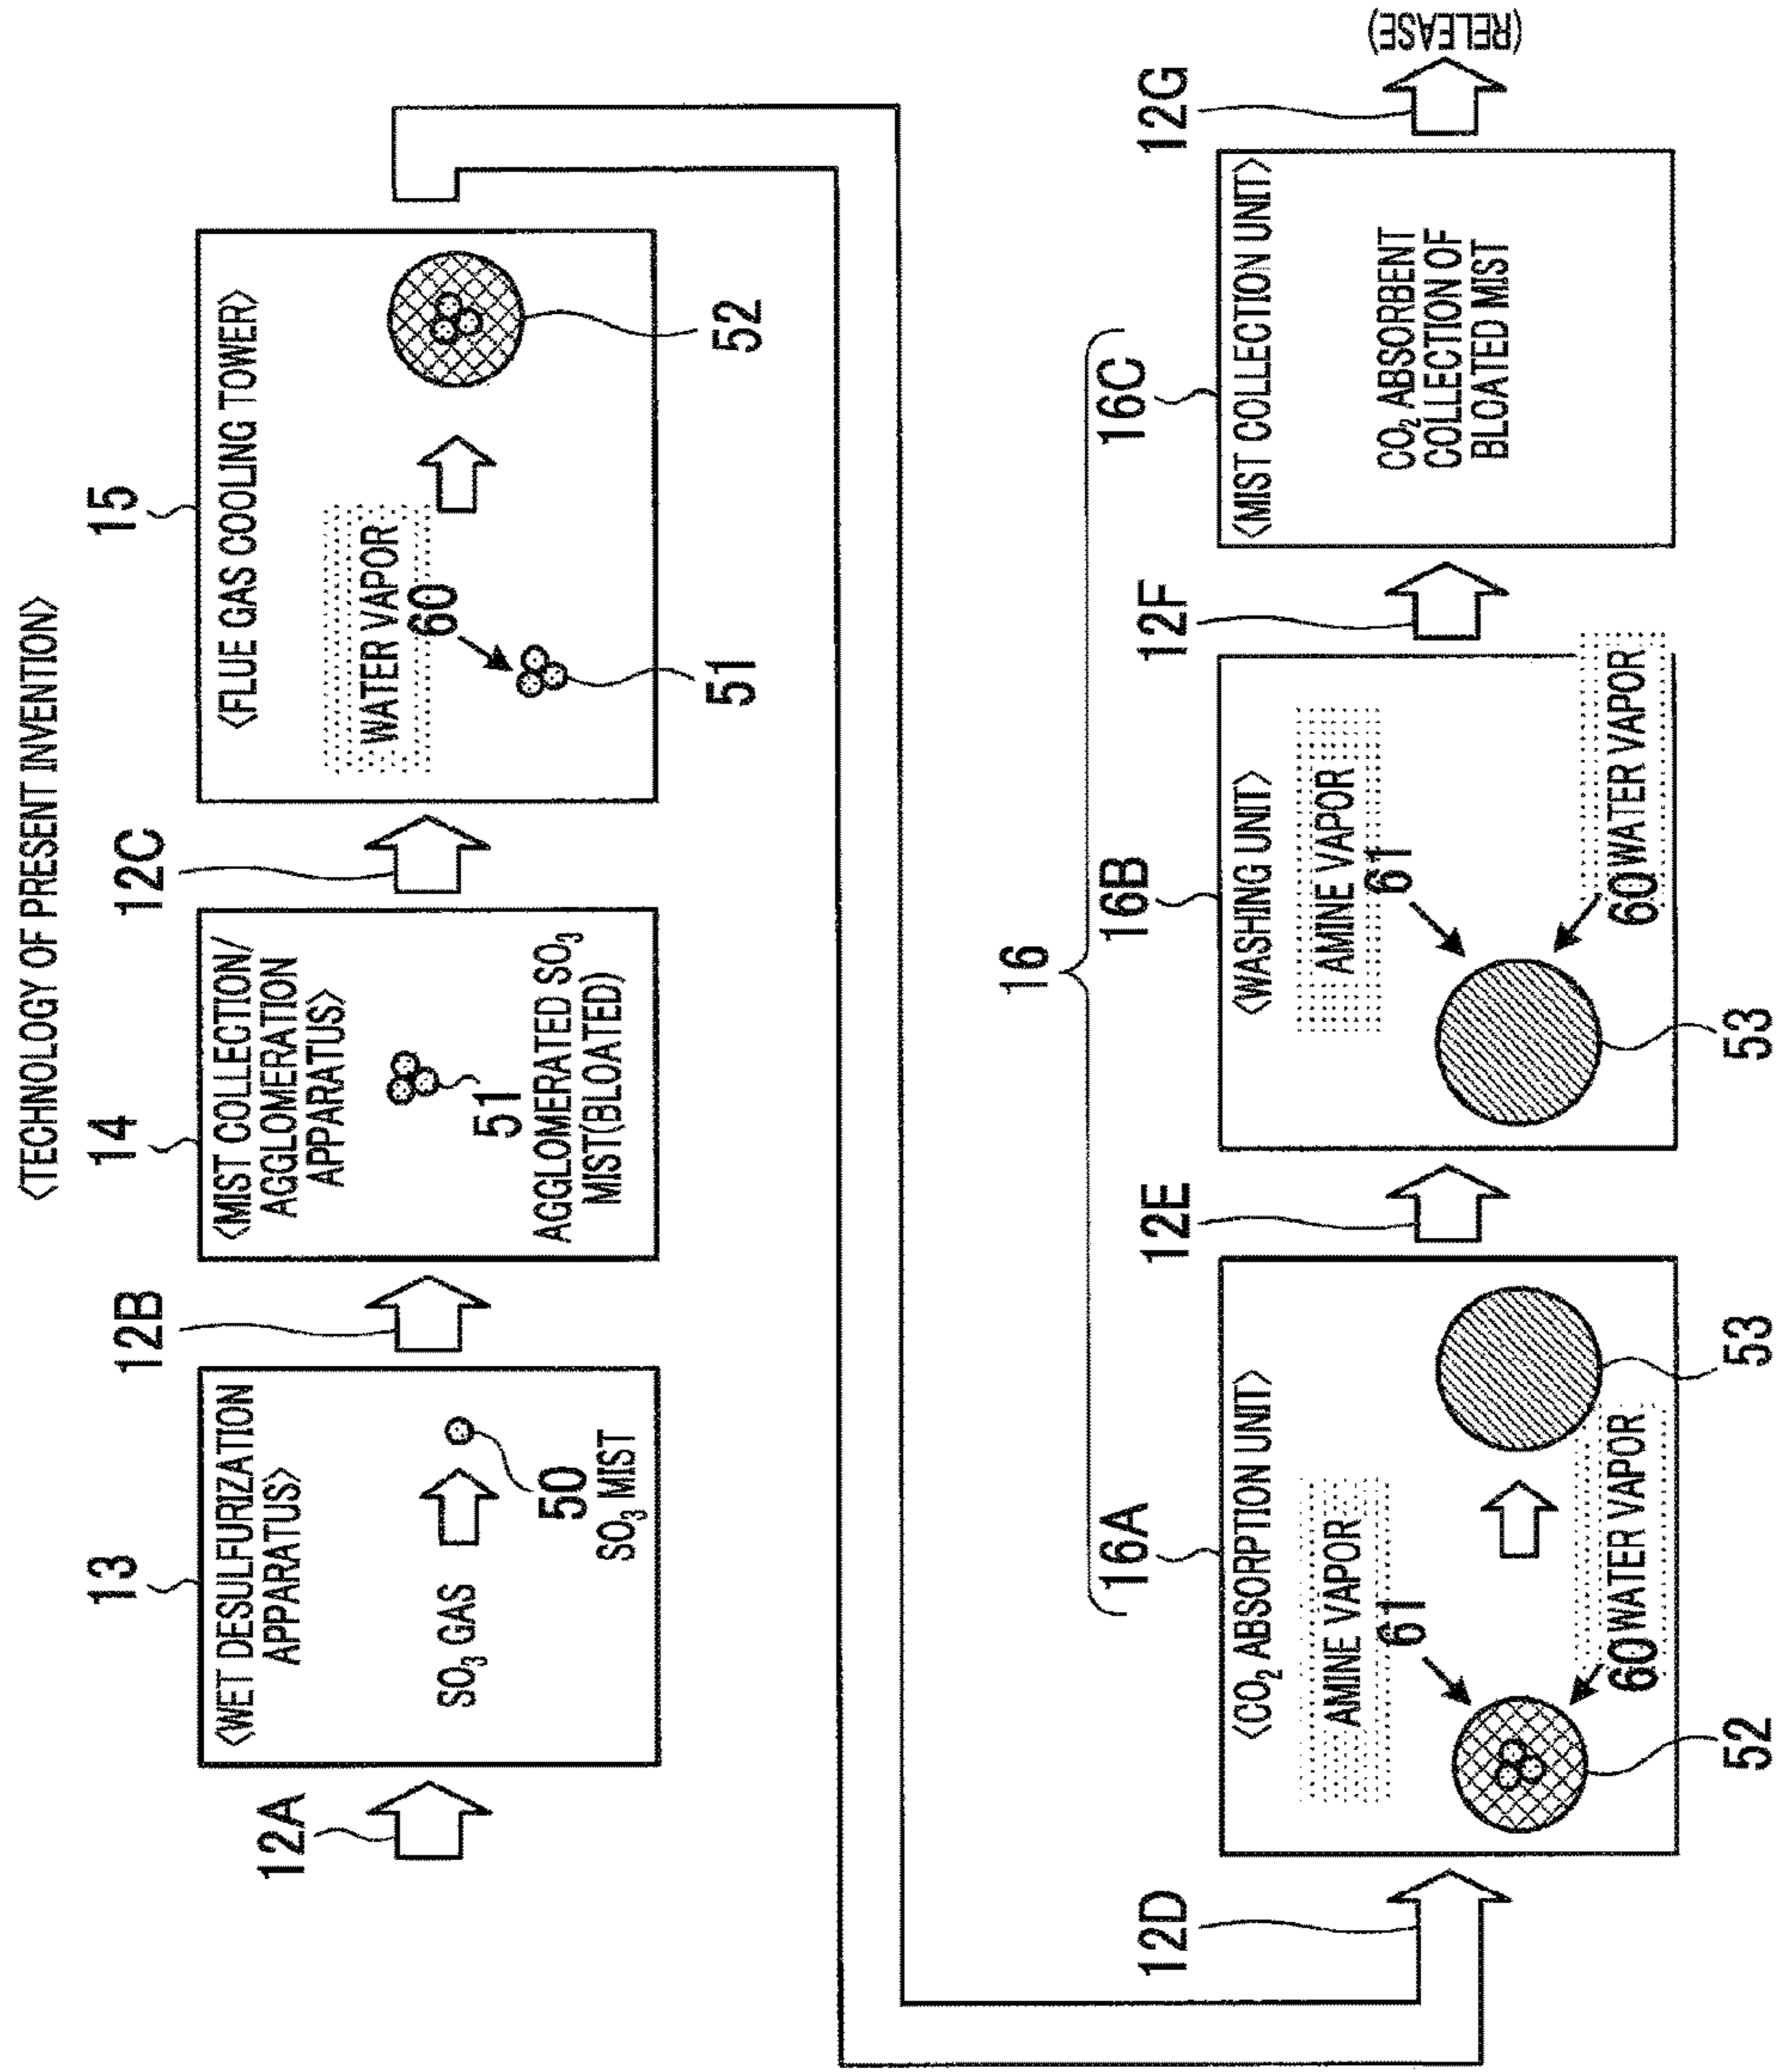 <TECHNOLOGY OF PRESENT INVENTION>
12A
13
<WET DESULFURIZATION
APPARATUS>
SO₃ GAS
50
SO₃ MIST
12B
14
<MIST COLLECTION/
AGGLOMERATION
APPARATUS>
51
AGGLOMERATED SO₃
MIST(BLOATED)
12C
15
<FLUE GAS COOLING TOWER>
WATER VAPOR
60
51
52
12D
16
16A
<CO₂ ABSORPTION UNIT>
AMINE VAPOR
61
60 WATER VAPOR
52
53
12E
16B
<WASHING UNIT>
AMINE VAPOR
61
60 WATER VAPOR
53
12F
16C
<MIST COLLECTION UNIT>
CO₂ ABSORBENT
COLLECTION OF
BLOATED MIST
12G
(RELEASE)